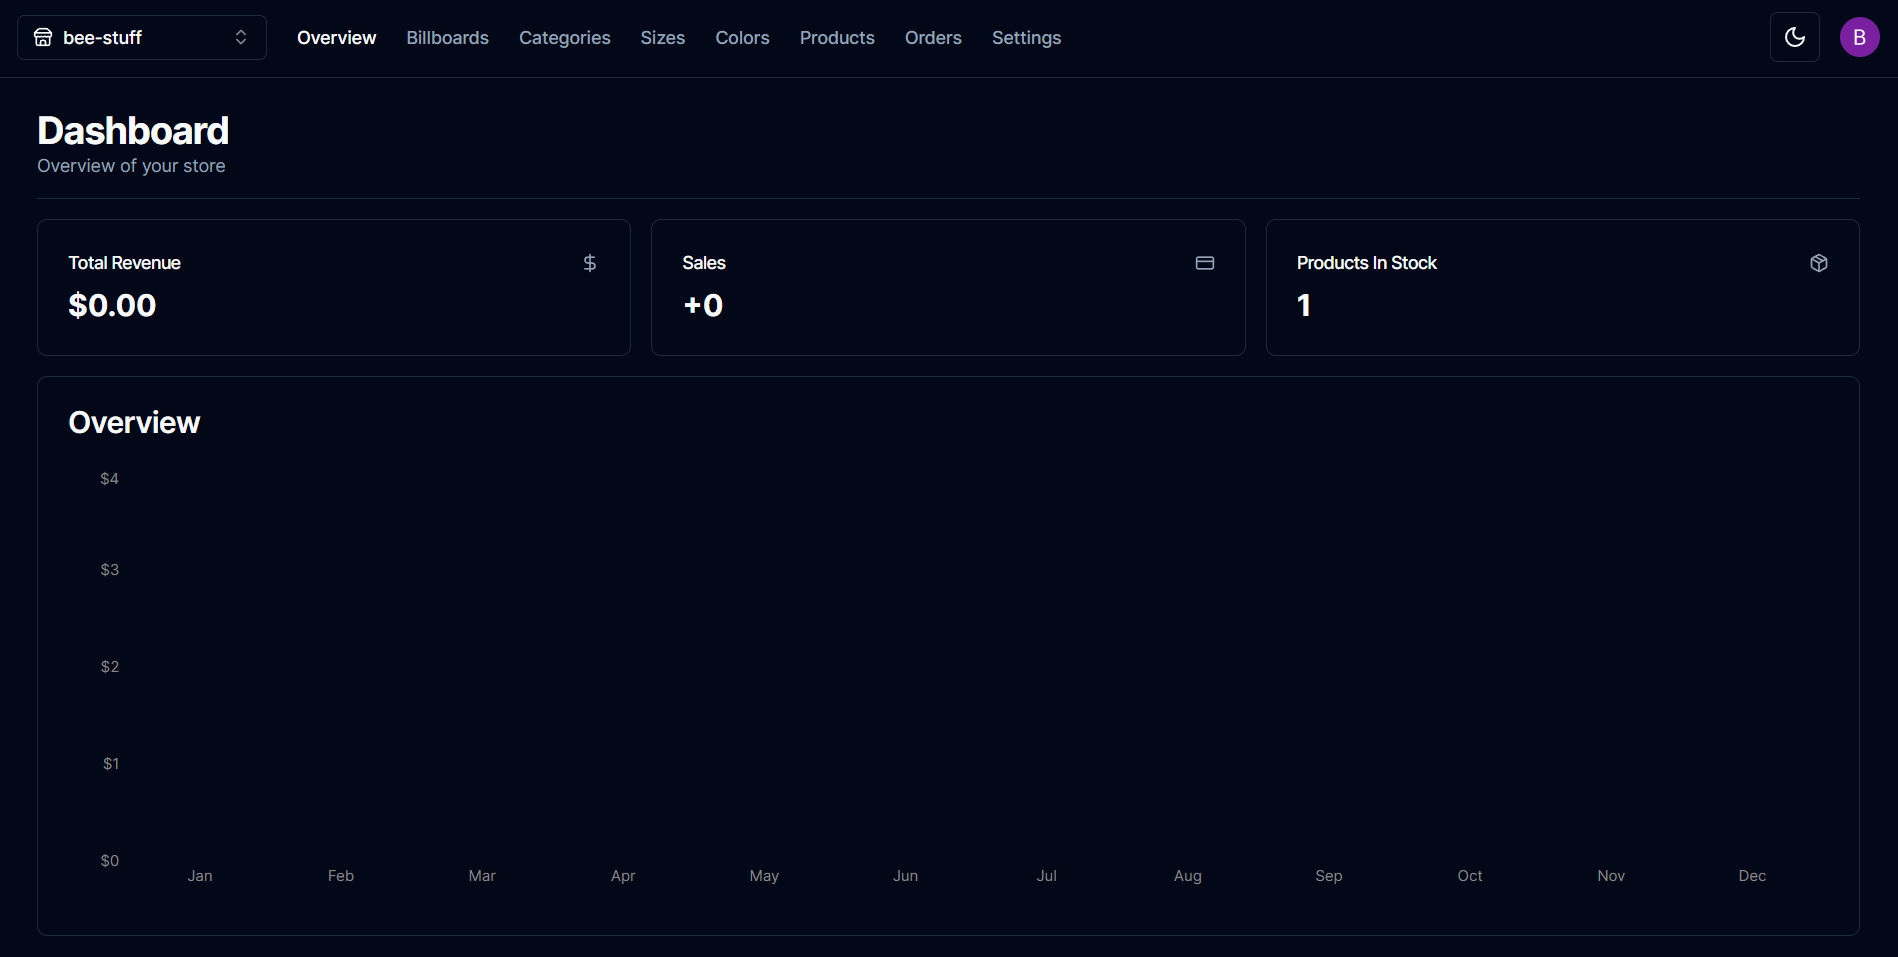 bee-stuff Overview Billboards Categories Sizes Colors Products Orders Settings B
Dashboard
Overview of your store
Total Revenue
$0.00
Sales
+0
Products In Stock
1
Overview
$4
$3
$2
$1
$0
Jan Feb Mar Apr May Jun Jul Aug Sep Oct Nov Dec